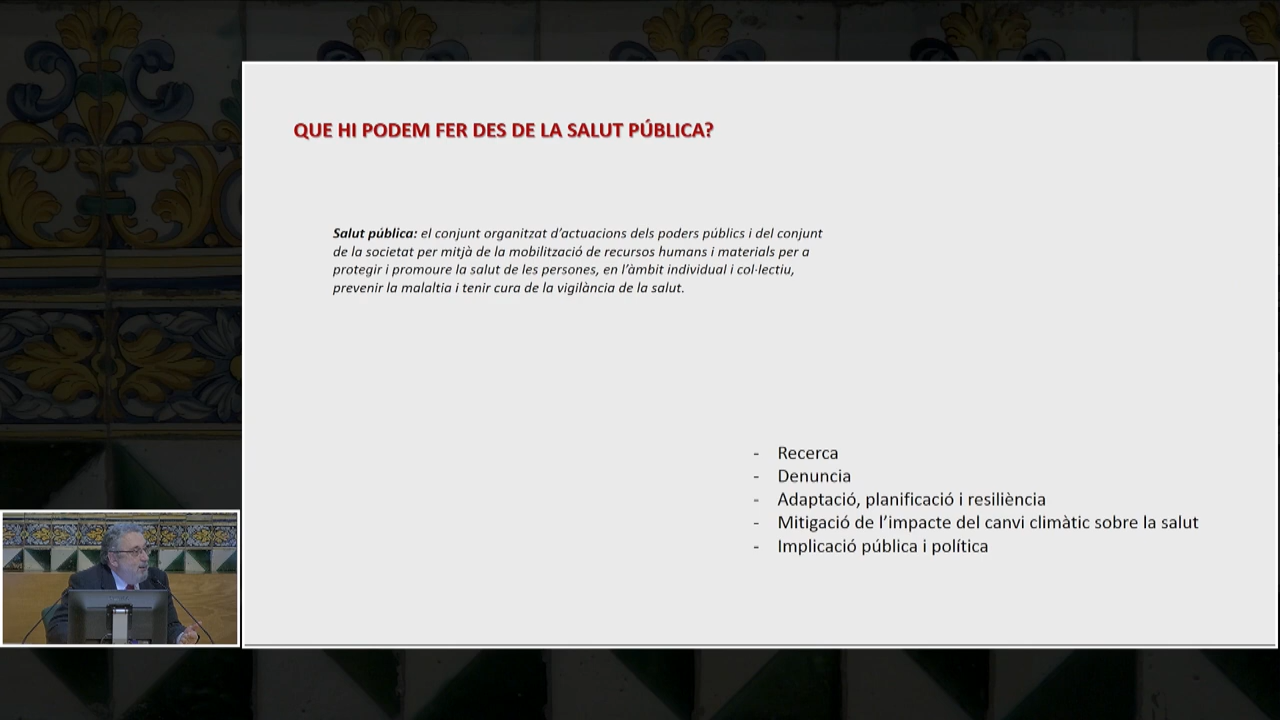 QUE HI PODEM FER DES DE LA SALUT PÚBLICA?
Salut pública: el conjunt organitzat d’actuacions dels poders públics i del conjunt
de la societat per mitjà de la mobilització de recursos humans i materials per a
protegir i promoure la salut de les persones, en l’àmbit individual i col·lectiu,
prevenir la malaltia i tenir cura de la vigilància de la salut.
- Recerca
- Denuncia
- Adaptació, planificació i resiliència
- Mitigació de l’impacte del canvi climàtic sobre la salut
- Implicació pública i política